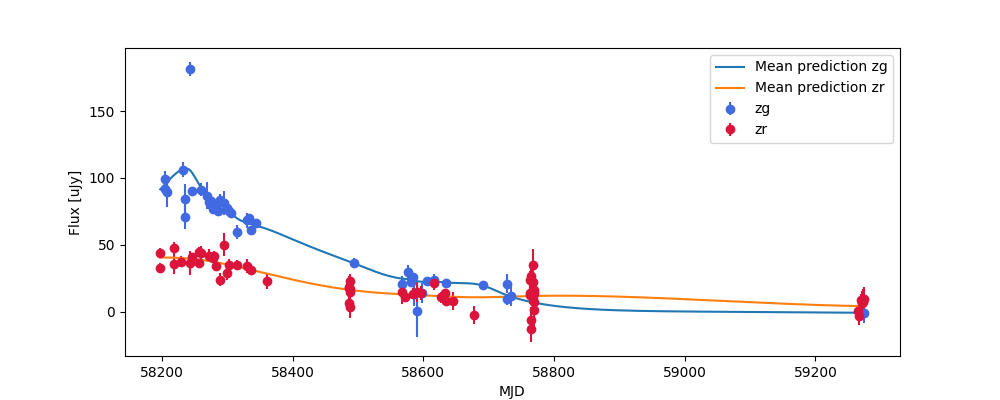 Mean prediction zg
Mean prediction zr
zg
zr
Flux [uJy]
150
100
50
0
58200 58400 58600 58800 59000 59200
MJD